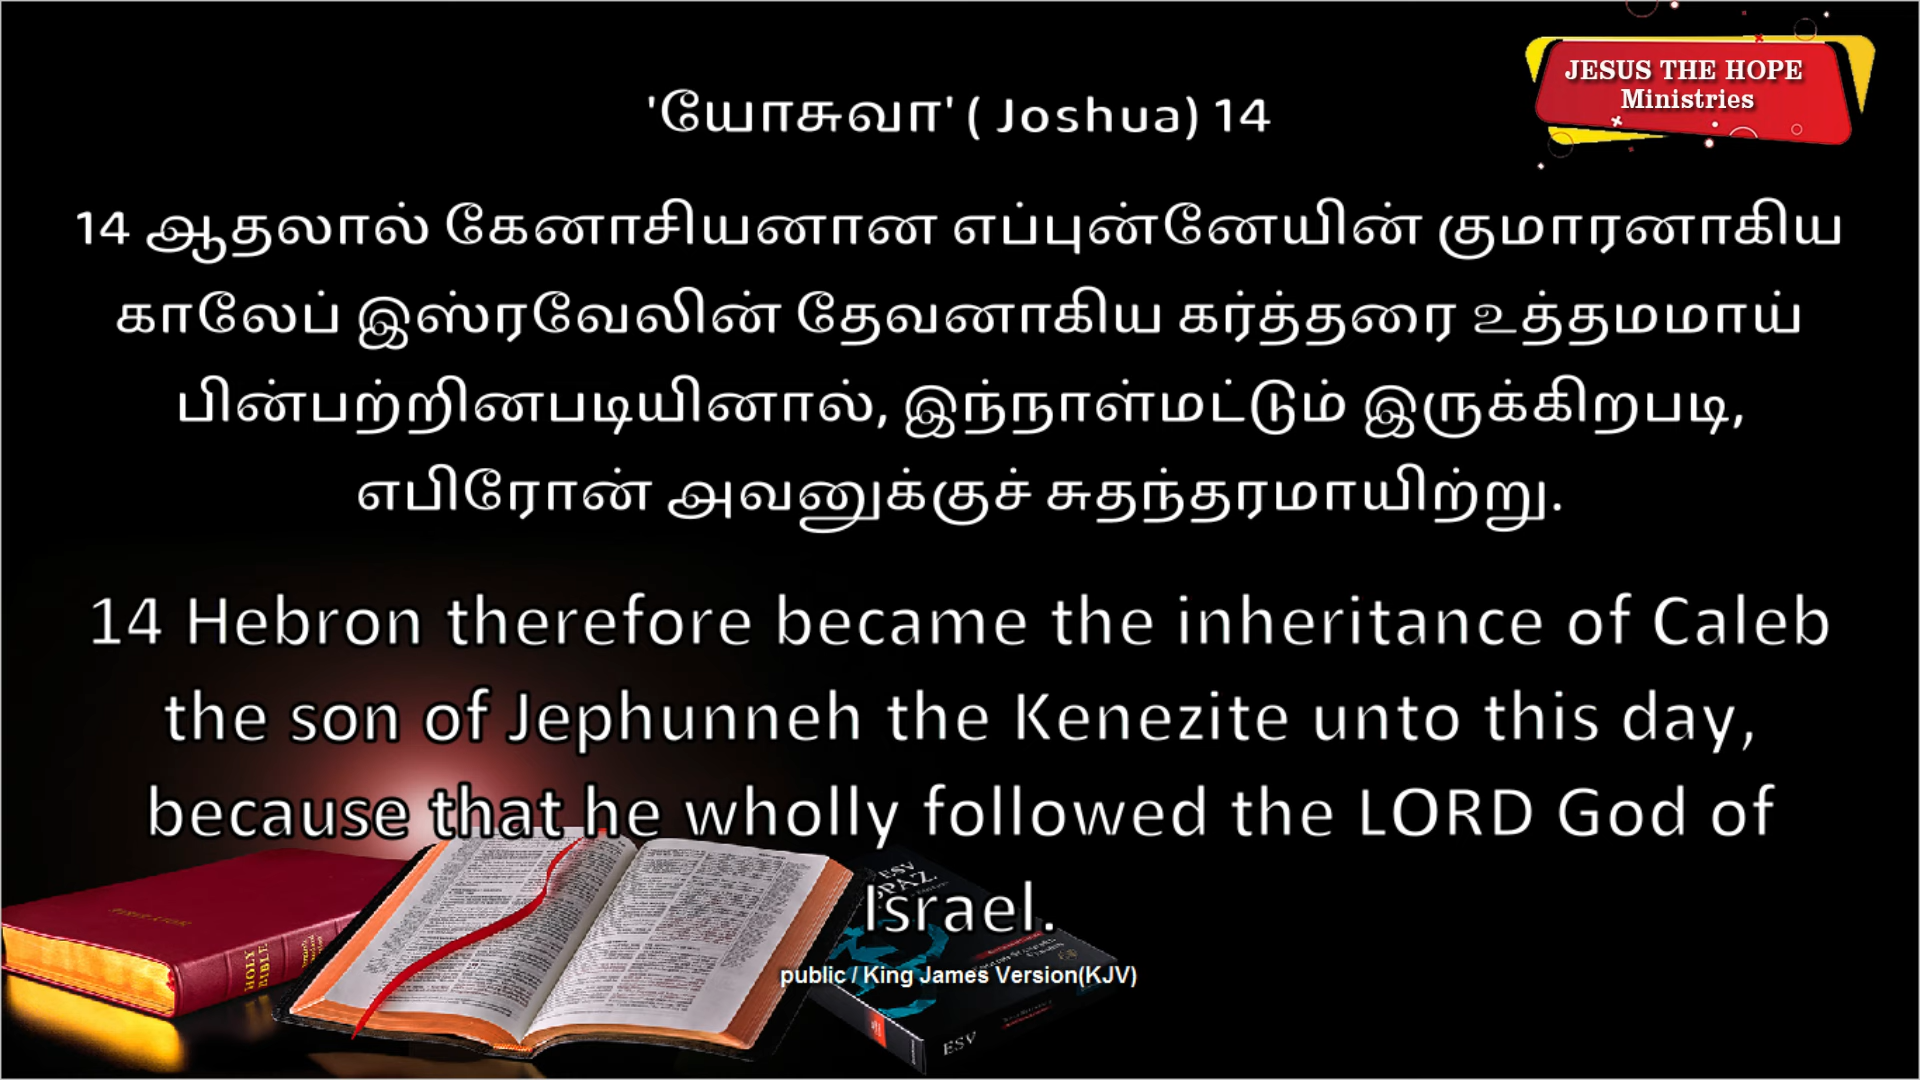 JESUS THE HOPE
Ministries
'யோசுவா' ( Joshua) 14
14 ஆதலால் கேனாசியனான எப்புன்னேயின் குமாரனாகிய
காலேப் இஸ்ரவேலின் தேவனாகிய கர்த்தரை உத்தமமாய்
பின்பற்றினபடியினால், இந்நாள்மட்டும் இருக்கிறபடி,
எபிரோன் அவனுக்குச் சுதந்தரமாயிற்று.
14 Hebron therefore became the inheritance of Caleb
the son of Jephunneh the Kenezite unto this day,
because that he wholly followed the LORD God of
Israel.
public / King James Version(KJV)
HOLY
BIBLE
ESV
ESV